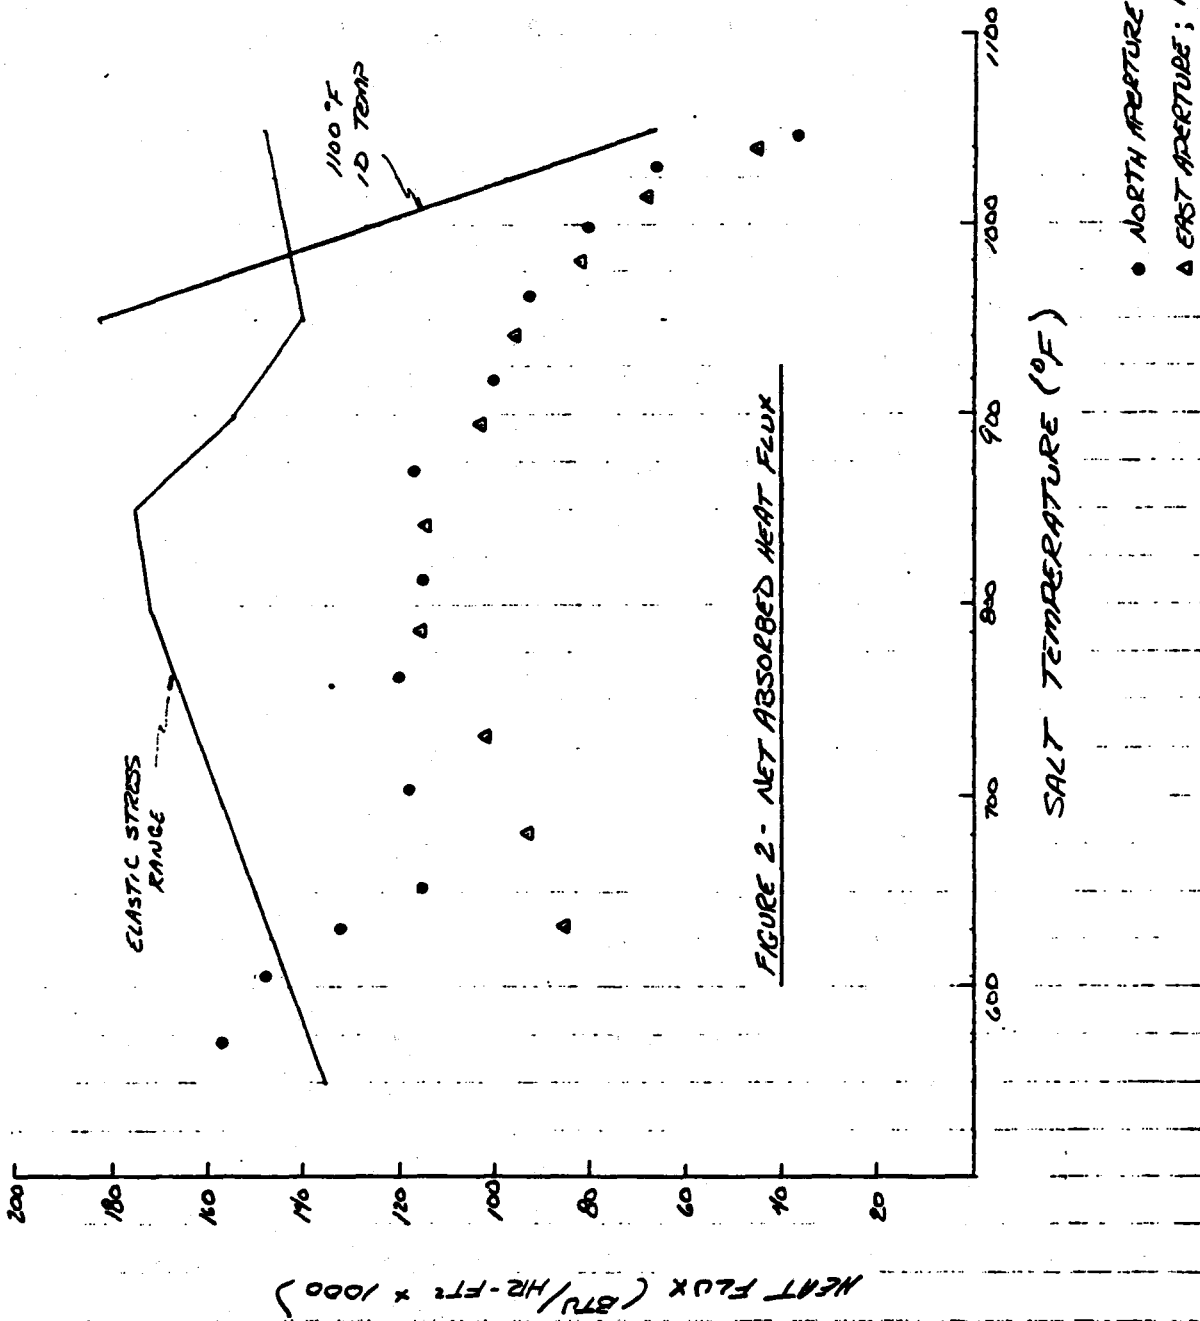 HEAT FLUX (BTU/HR-FT² x 1000)
200
180
160
140
120
100
80
60
40
20
ELASTIC STRESS
RANGE
1100 °F
ID TEMP
FIGURE 2 - NET ABSORBED HEAT FLUX
600
700
800
900
1000
1100
SALT TEMPERATURE (°F)
● NORTH APERTURE
△ EAST APERTURE;